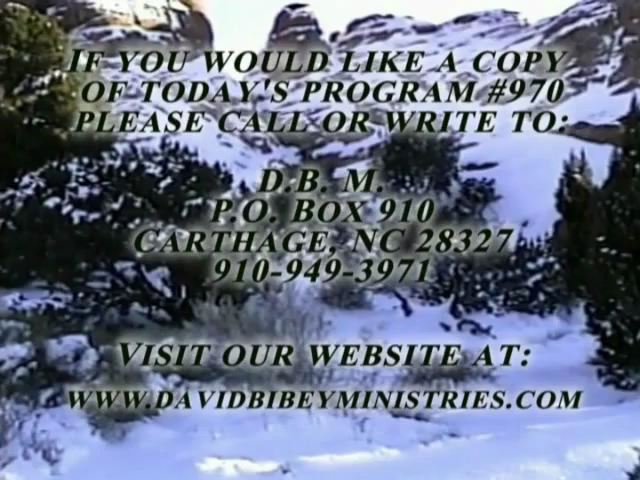 If you would like a copy
of today's program #970
please call or write to:
D.B. M.
P.O. Box 910
Carthage, NC 28327
910-949-3971
Visit our website at:
www.davidbibeyministries.com